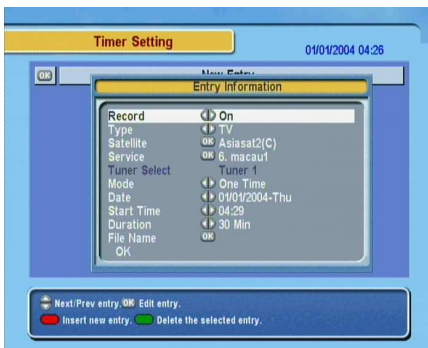 Timer Setting
01/01/2004 04:26
OK New Entry
Entry Information
Record On
Type TV
Satellite OK Asiasat2(C)
Service OK 6. macau1
Tuner Select Tuner 1
Mode One Time
Date 01/01/2004-Thu
Start Time 04:29
Duration 30 Min
File Name OK
OK
Next/Prev entry, OK Edit entry.
Insert new entry. Delete the selected entry.